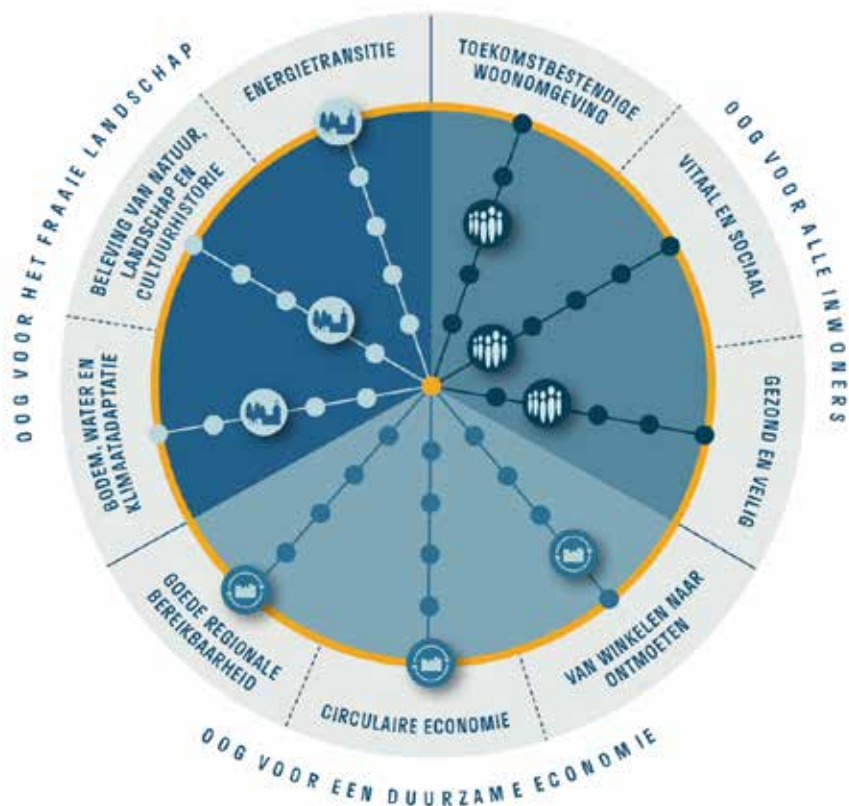 OOG VOOR HET FRAAIE LANDSCHAP
ENERGIETRANSITIE
BELEVING VAN NATUUR,
LANDSCHAP EN
CULTUURHISTORIE
BODEM, WATER EN
KLIMAATADAPTATIE
OOG VOOR ALLE INWONERS
TOEKOMSTBESTENDIGE
WOONOMGEVING
VITAAL EN SOCIAAL
GEZOND EN VEILIG
VAN WINKELEN NAAR
ONTMOETEN
CIRCULAIRE ECONOMIE
GOEDE REGIONALE
BEREIKBAARHEID
OOG VOOR EEN DUURZAME ECONOMIE